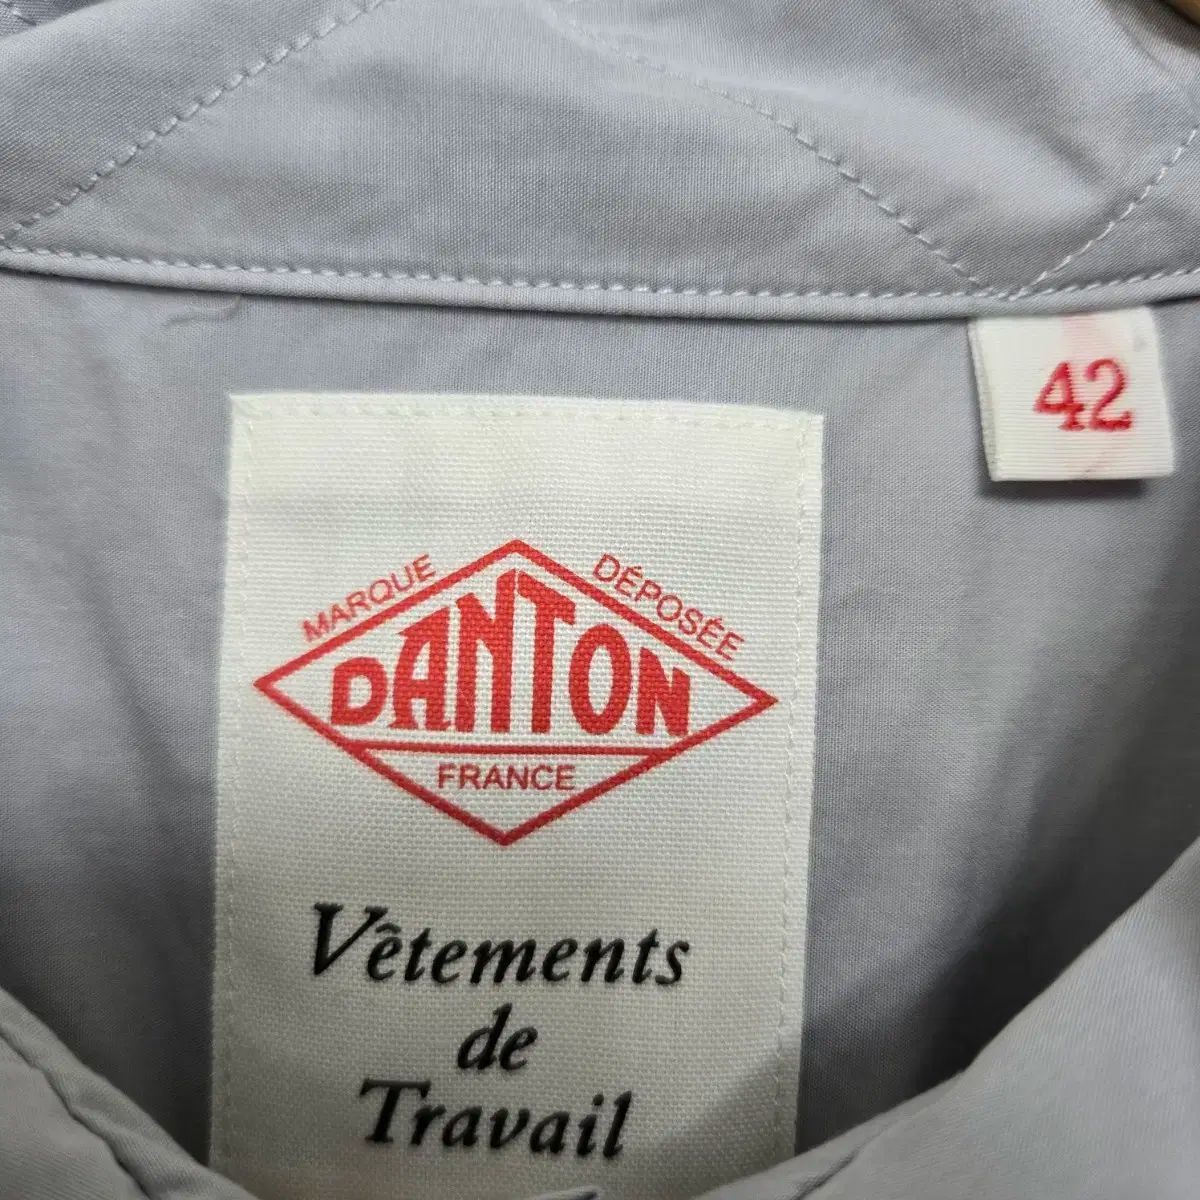 42
MARQUE DÉPOSÉE
DANTON
FRANCE
Vêtements
de
Travail